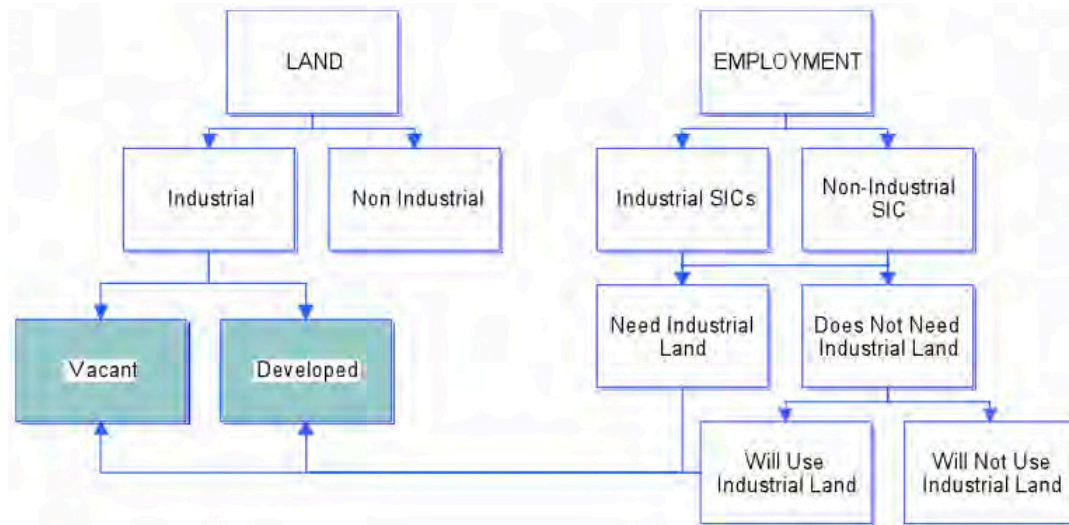 LAND
EMPLOYMENT
Industrial
Non Industrial
Industrial SICs
Non-Industrial
SIC
Need Industrial
Land
Does Not Need
Industrial Land
Vacant
Developed
Will Use
Industrial Land
Will Not Use
Industrial Land